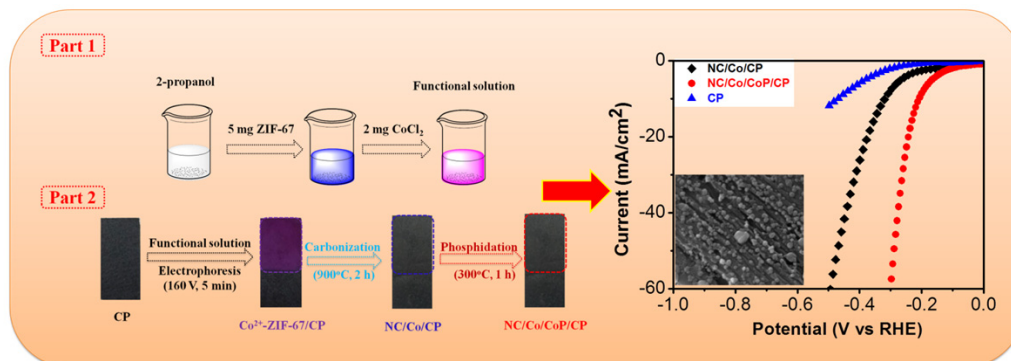 Part 1
2-propanol
Functional solution
5 mg ZIF-67
2 mg CoCl₂
Part 2
Functional solution
Electrophoresis
(160 V, 5 min)
Carbonization
(900°C, 2 h)
Phosphidation
(300°C, 1 h)
CP
Co²⁺-ZIF-67/CP
NC/Co/CP
NC/Co/CoP/CP
NC/Co/CP
NC/Co/CoP/CP
CP
Current (mA/cm²)
0
-20
-40
-60
-1.0 -0.8 -0.6 -0.4 -0.2 0.0
Potential (V vs RHE)